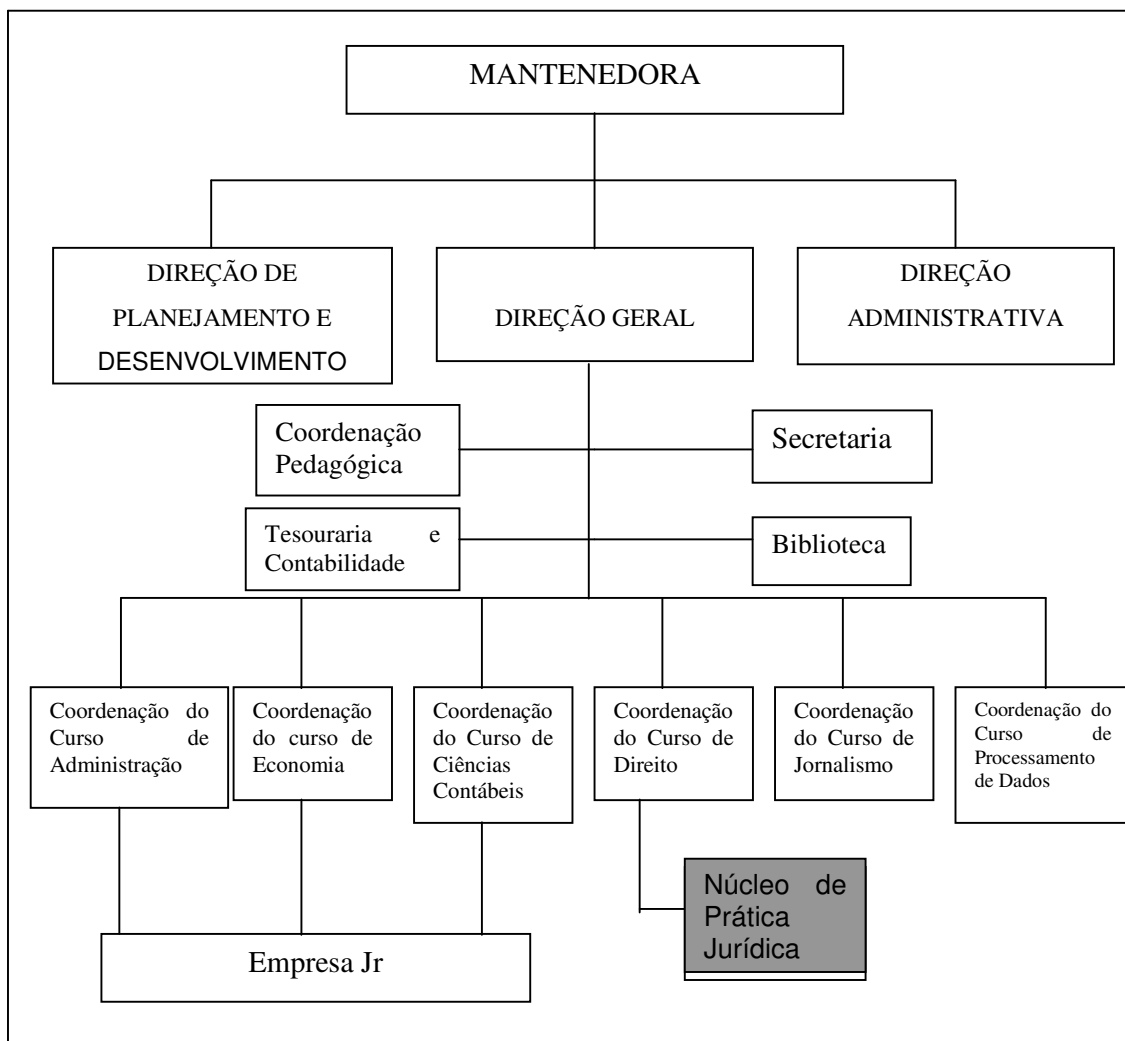 MANTENEDORA
DIREÇÃO DE
PLANEJAMENTO E
DESENVOLVIMENTO
DIREÇÃO GERAL
DIREÇÃO
ADMINISTRATIVA
Coordenação
Pedagógica
Secretaria
Tesouraria e
Contabilidade
Biblioteca
Coordenação do
Curso de
Administração
Coordenação
do curso de
Economia
Coordenação
do Curso de
Ciências
Contábeis
Coordenação
do Curso de
Direito
Coordenação
do Curso de
Jornalismo
Coordenação do
Curso de
Processamento
de Dados
Núcleo de
Prática
Jurídica
Empresa Jr